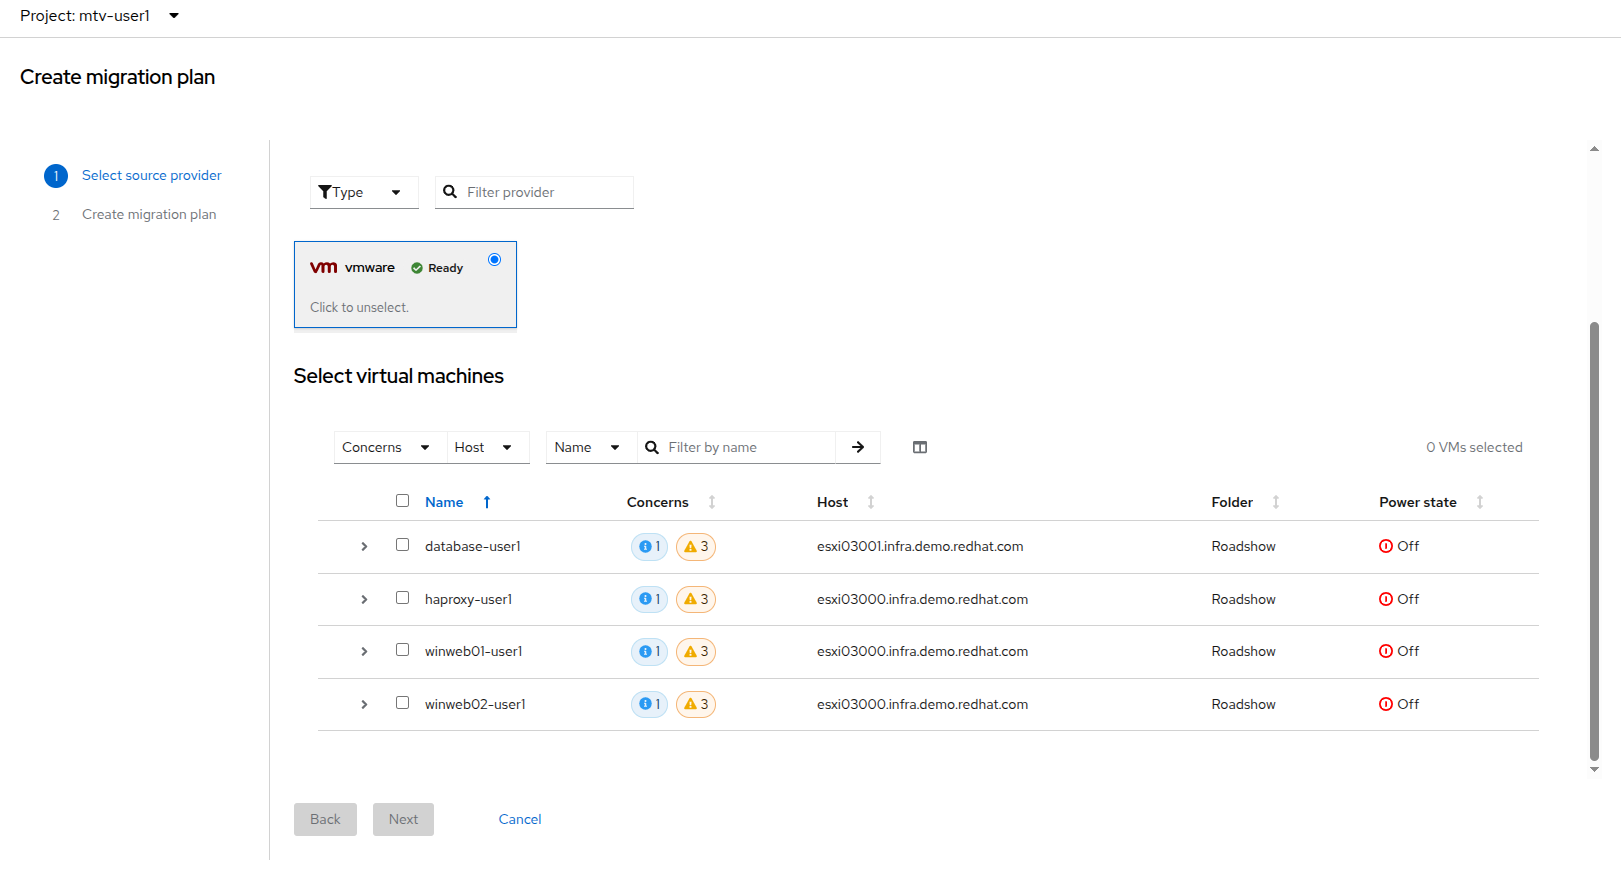 Project: mtv-user1
Create migration plan
1 Select source provider
2 Create migration plan
Type Filter provider
vm vmware Ready
Click to unselect.
Select virtual machines
Concerns Host Name Filter by name 0 VMs selected
Name Concerns Host Folder Power state
database-user1 1 3 esxi03001.infra.demo.redhat.com Roadshow Off
haproxy-user1 1 3 esxi03000.infra.demo.redhat.com Roadshow Off
winweb01-user1 1 3 esxi03000.infra.demo.redhat.com Roadshow Off
winweb02-user1 1 3 esxi03000.infra.demo.redhat.com Roadshow Off
Back Next Cancel